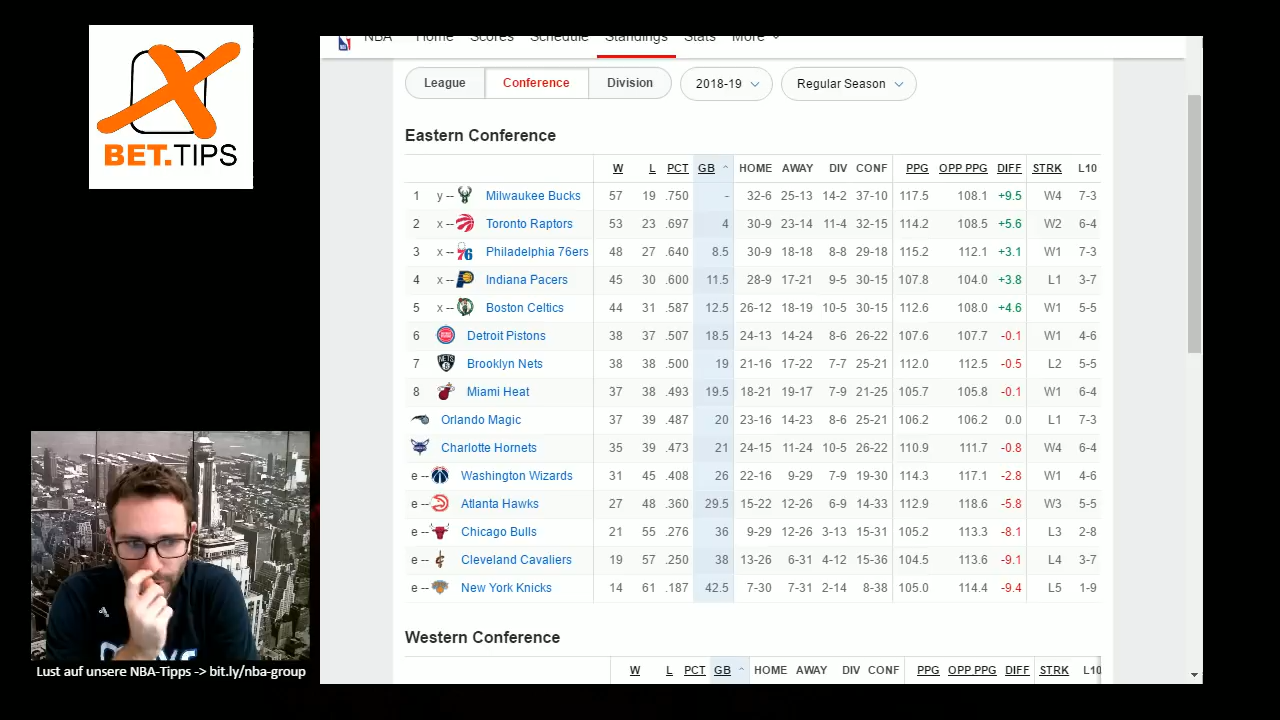 BET.TIPS
NBA Home Scores Schedule Standings Stats More
League Conference Division 2018-19 Regular Season
Eastern Conference
W L PCT GB HOME AWAY DIV CONF PPG OPP PPG DIFF STRK L10
1 y -- Milwaukee Bucks 57 19 .750 - 32-6 25-13 14-2 37-10 117.5 108.1 +9.5 W4 7-3
2 x -- Toronto Raptors 53 23 .697 4 30-9 23-14 11-4 32-15 114.2 108.5 +5.6 W2 6-4
3 x -- Philadelphia 76ers 48 27 .640 8.5 30-9 18-18 8-8 29-18 115.2 112.1 +3.1 W1 7-3
4 x -- Indiana Pacers 45 30 .600 11.5 28-9 17-21 9-5 30-15 107.8 104.0 +3.8 L1 3-7
5 x -- Boston Celtics 44 31 .587 12.5 26-12 18-19 10-5 30-15 112.6 108.0 +4.6 W1 5-5
6 Detroit Pistons 38 37 .507 18.5 24-13 14-24 8-6 26-22 107.6 107.7 -0.1 W1 4-6
7 Brooklyn Nets 38 38 .500 19 21-16 17-22 7-7 25-21 112.0 112.5 -0.5 L2 5-5
8 Miami Heat 37 38 .493 19.5 18-21 19-17 7-9 21-25 105.7 105.8 -0.1 W1 6-4
Orlando Magic 37 39 .487 20 23-16 14-23 8-6 25-21 106.2 106.2 0.0 L1 7-3
Charlotte Hornets 35 39 .473 21 24-15 11-24 10-5 26-22 110.9 111.7 -0.8 W4 6-4
e -- Washington Wizards 31 45 .408 26 22-16 9-29 7-9 19-30 114.3 117.1 -2.8 W1 4-6
e -- Atlanta Hawks 27 48 .360 29.5 15-22 12-26 6-9 14-33 112.9 118.6 -5.8 W3 5-5
e -- Chicago Bulls 21 55 .276 36 9-29 12-26 3-13 15-31 105.2 113.3 -8.1 L3 2-8
e -- Cleveland Cavaliers 19 57 .250 38 13-26 6-31 4-12 15-36 104.5 113.6 -9.1 L4 3-7
e -- New York Knicks 14 61 .187 42.5 7-30 7-31 2-14 8-38 105.0 114.4 -9.4 L5 1-9
Western Conference
W L PCT GB HOME AWAY DIV CONF PPG OPP PPG DIFF STRK L10
Lust auf unsere NBA-Tipps -> bit.ly/nba-group